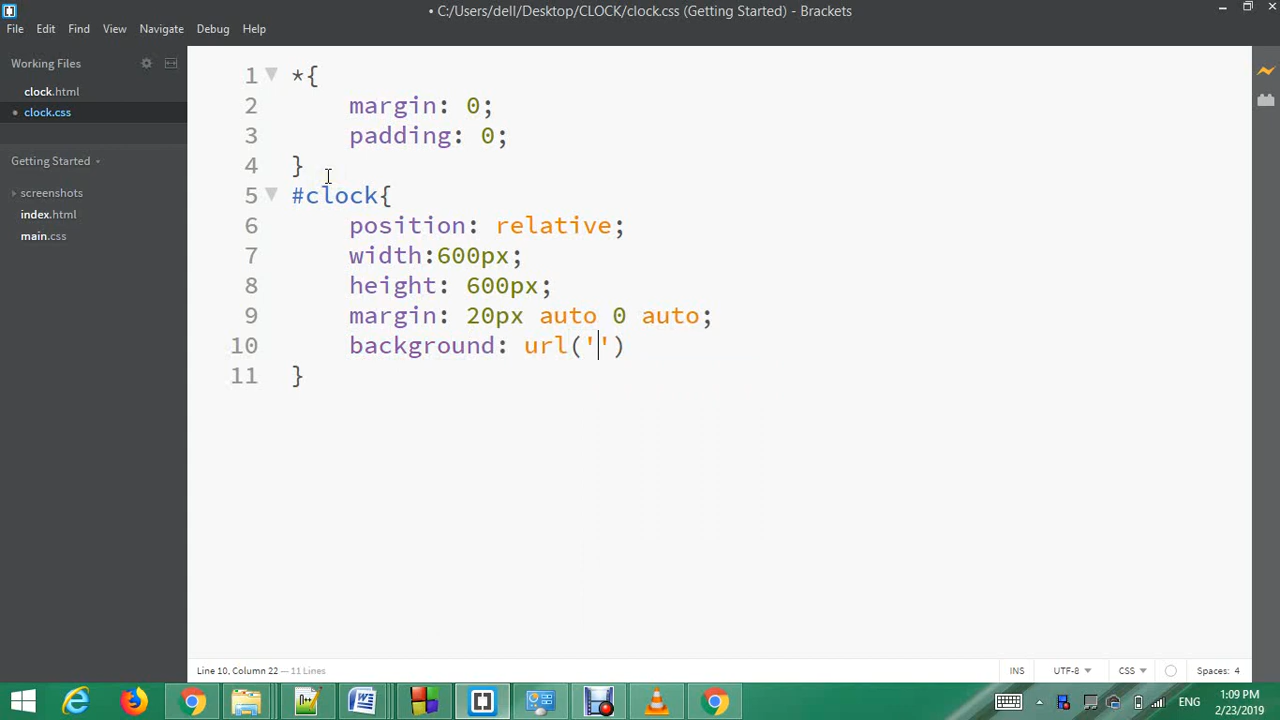 • C:/Users/dell/Desktop/CLOCK/clock.css (Getting Started) - Brackets
File Edit Find View Navigate Debug Help
Working Files
clock.html
• clock.css
Getting Started
screenshots
index.html
main.css
1 *{
2 margin: 0;
3 padding: 0;
4 }
5 #clock{
6 position: relative;
7 width:600px;
8 height: 600px;
9 margin: 20px auto 0 auto;
10 background: url('')
11 }
Line 10, Column 22 — 11 Lines
INS UTF-8 CSS Spaces: 4
ENG
1:09 PM
2/23/2019